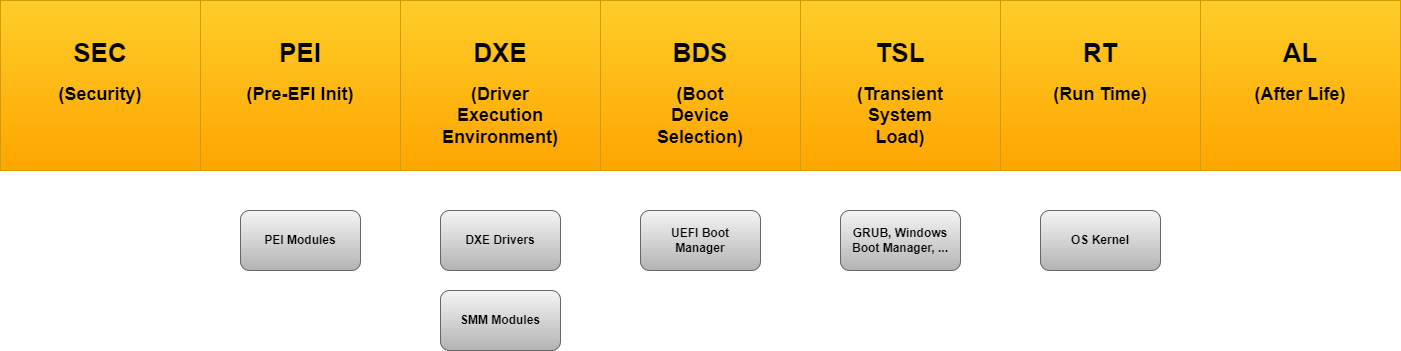 SEC
(Security)
PEI
(Pre-EFI Init)
DXE
(Driver
Execution
Environment)
BDS
(Boot
Device
Selection)
TSL
(Transient
System
Load)
RT
(Run Time)
AL
(After Life)
PEI Modules
DXE Drivers
UEFI Boot
Manager
GRUB, Windows
Boot Manager, ...
OS Kernel
SMM Modules